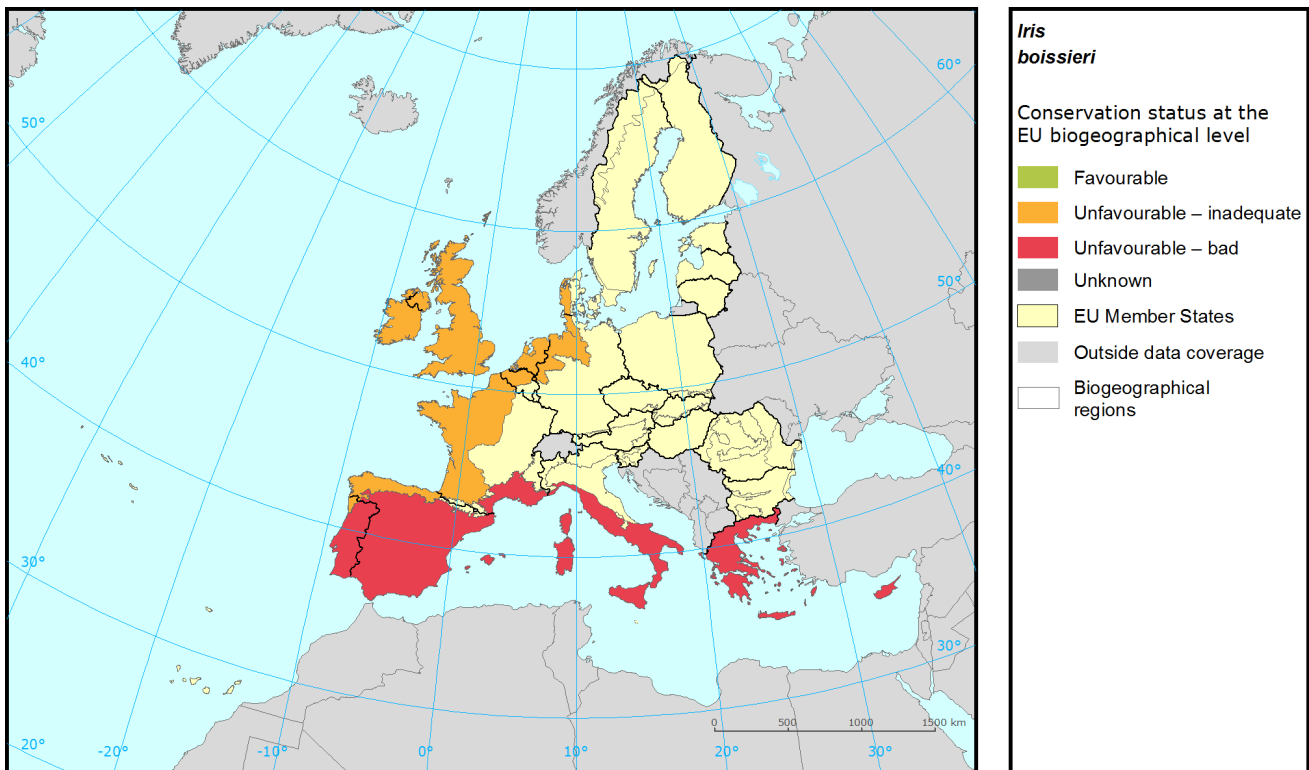 60°
50°
50°
40°
40°
30°
30°
20°
-20°
-10°
0°
10°
20°
30°
0 500 1000 1500 km
Iris
boissieri
Conservation status at the
EU biogeographical level
Favourable
Unfavourable – inadequate
Unfavourable – bad
Unknown
EU Member States
Outside data coverage
Biogeographical
regions